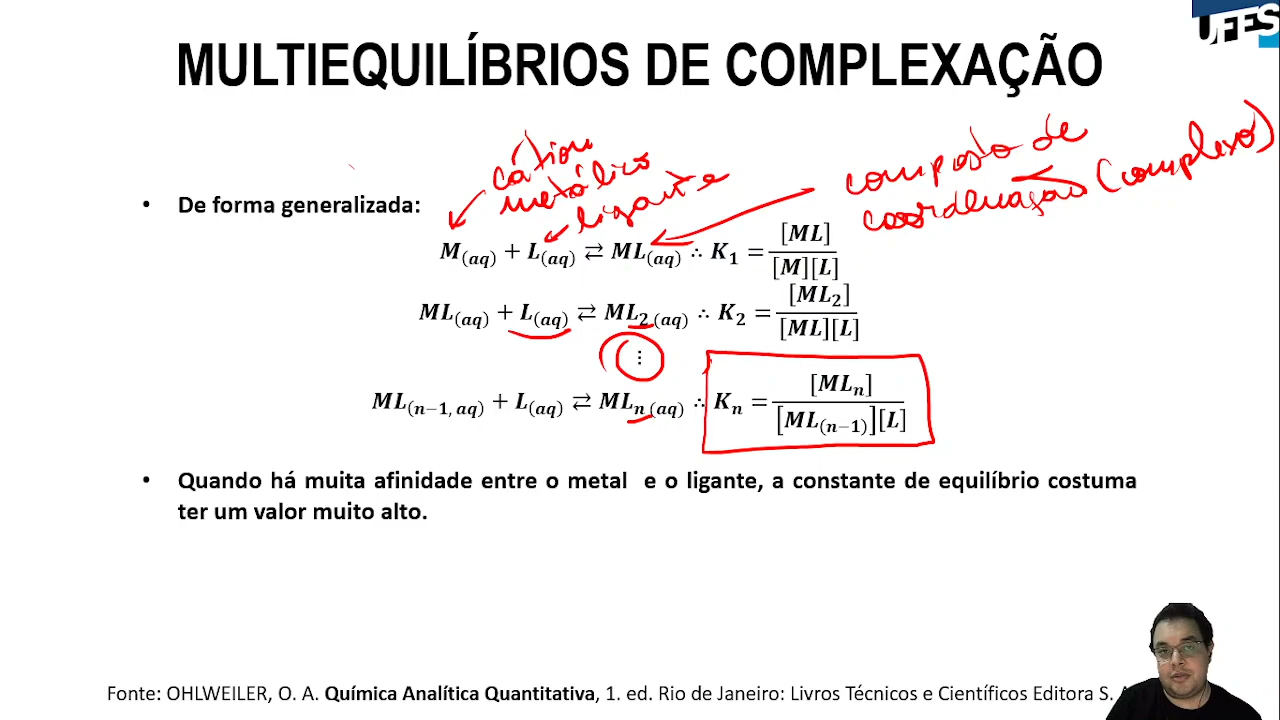 UFES
MULTIEQUILÍBRIOS DE COMPLEXAÇÃO
cátion
metálico
ligante
composto de
coordenação (complexo)
• De forma generalizada:
M(aq) + L(aq) ⇄ ML(aq) ∴ K₁ = [ML] / [M][L]
ML(aq) + L(aq) ⇄ ML₂(aq) ∴ K₂ = [ML₂] / [ML][L]
⋮
ML(n−1, aq) + L(aq) ⇄ MLn(aq) ∴ Kn = [MLn] / [ML(n−1)][L]
• Quando há muita afinidade entre o metal e o ligante, a constante de equilíbrio costuma
ter um valor muito alto.
Fonte: OHLWEILER, O. A. Química Analítica Quantitativa, 1. ed. Rio de Janeiro: Livros Técnicos e Científicos Editora S.